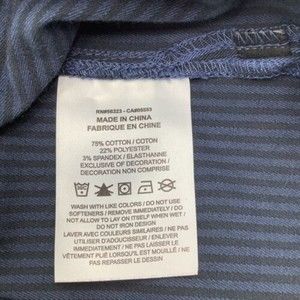 RN#56323 - CA#05553
MADE IN CHINA
FABRIQUE EN CHINE
75% COTTON / COTON
22% POLYESTER
3% SPANDEX / ELASTHANNE
EXCLUSIVE OF DECORATION /
DECORATION NON COMPRISE
WASH WITH LIKE COLORS / DO NOT USE
SOFTENERS / REMOVE IMMEDIATELY / DO
NOT ALLOW TO LAY ON ITSELF WHEN WET /
DO NOT IRON DESIGN
LAVER AVEC COULEURS SIMILAIRES / NE PAS
UTILISER D'ADOUCISSEUR / ENLEVER
IMMÉDIATEMENT / NE PAS LAISSER LE
VÊTEMENT PLIÉ LORSQU'IL EST MOUILLÉ / NE
PAS REPASSER LE DESSIN